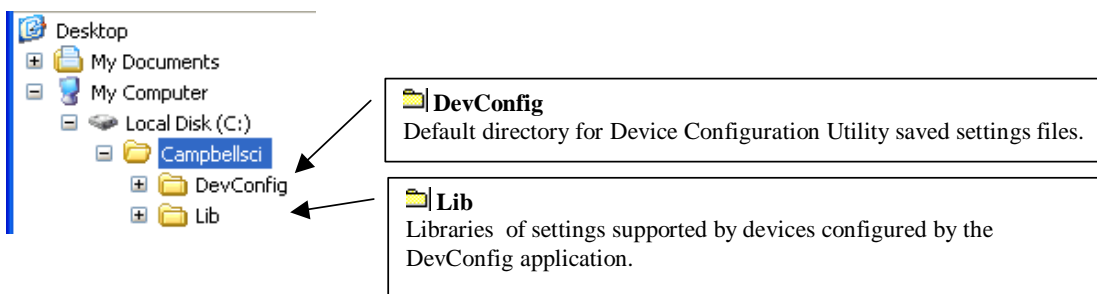 Desktop
My Documents
My Computer
Local Disk (C:)
Campbellsci
DevConfig
Lib
DevConfig
Default directory for Device Configuration Utility saved settings files.
Lib
Libraries of settings supported by devices configured by the
DevConfig application.